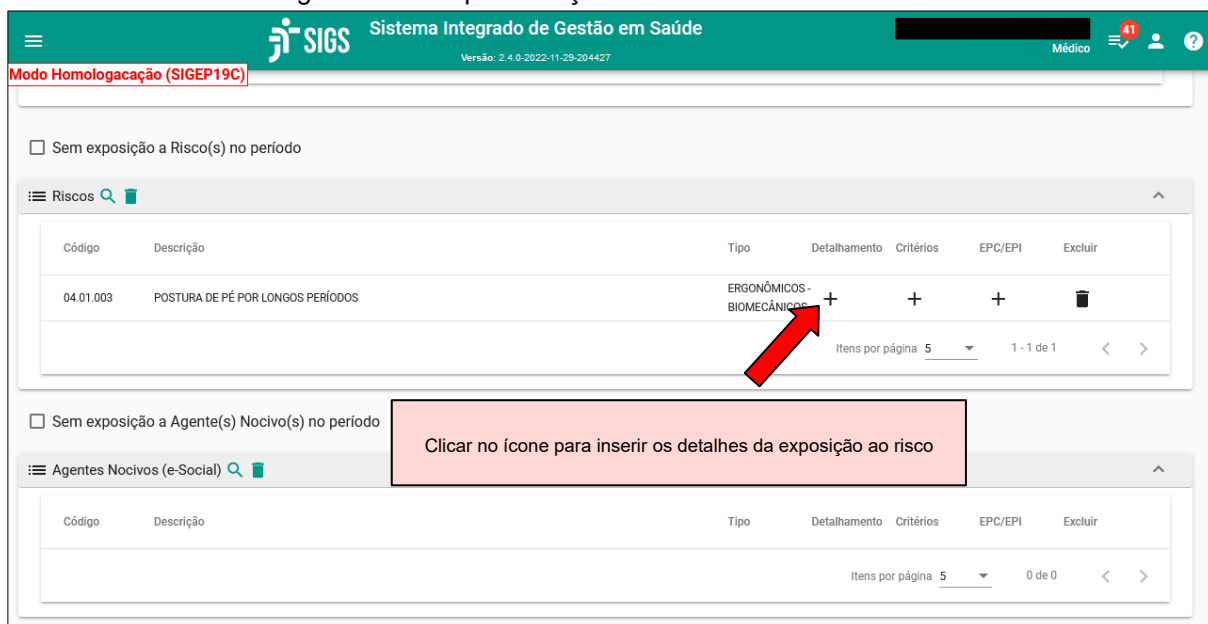 SIGS
Sistema Integrado de Gestão em Saúde
Versão: 2.4.0-2022-11-29-204427
Médico
41
?
Modo Homologacação (SIGEP19C)
Sem exposição a Risco(s) no período
Riscos
Código Descrição Tipo Detalhamento Critérios EPC/EPI Excluir
04.01.003 POSTURA DE PÉ POR LONGOS PERÍODOS ERGONÔMICOS -
BIOMECÂNICOS
Itens por página 5 1 - 1 de 1
Sem exposição a Agente(s) Nocivo(s) no período
Clicar no ícone para inserir os detalhes da exposição ao risco
Agentes Nocivos (e-Social)
Código Descrição Tipo Detalhamento Critérios EPC/EPI Excluir
Itens por página 5 0 de 0